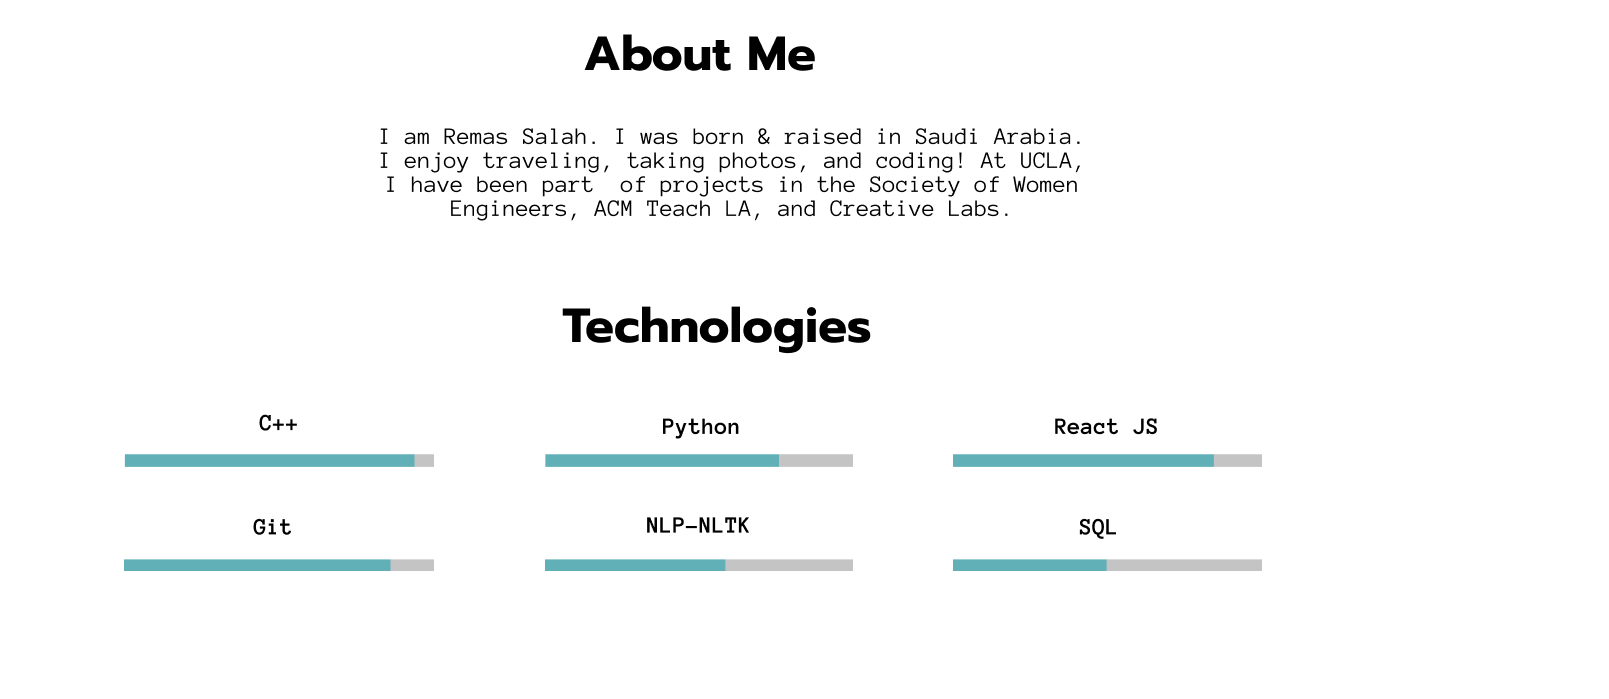 About Me
I am Remas Salah. I was born & raised in Saudi Arabia.
I enjoy traveling, taking photos, and coding! At UCLA,
I have been part  of projects in the Society of Women
Engineers, ACM Teach LA, and Creative Labs.
Technologies
C++
Python
React JS
Git
NLP-NLTK
SQL